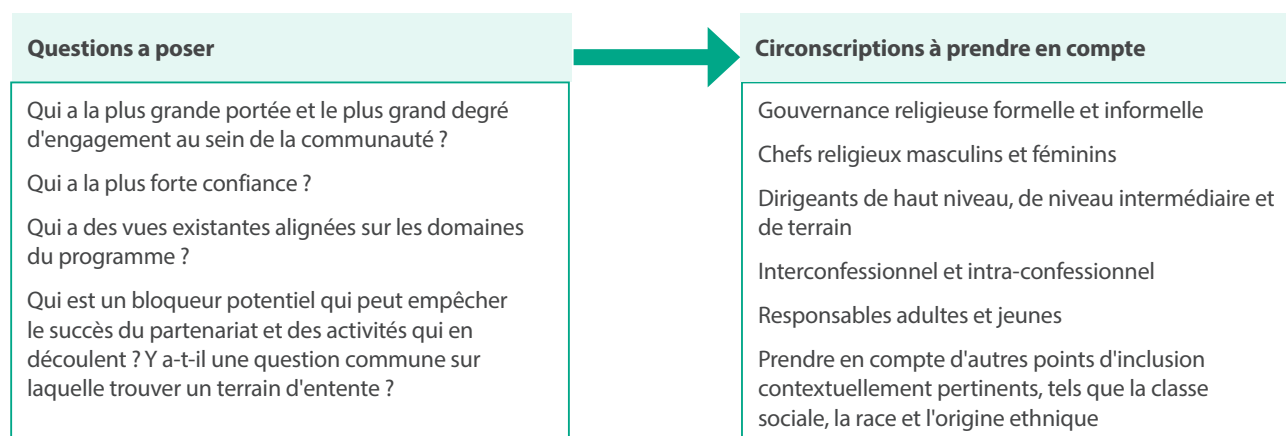 Questions a poser
Qui a la plus grande portée et le plus grand degré
d'engagement au sein de la communauté ?
Qui a la plus forte confiance ?
Qui a des vues existantes alignées sur les domaines
du programme ?
Qui est un bloqueur potentiel qui peut empêcher
le succès du partenariat et des activités qui en
découlent ? Y a-t-il une question commune sur
laquelle trouver un terrain d'entente ?
Circonscriptions à prendre en compte
Gouvernance religieuse formelle et informelle
Chefs religieux masculins et féminins
Dirigeants de haut niveau, de niveau intermédiaire et
de terrain
Interconfessionnel et intra-confessionnel
Responsables adultes et jeunes
Prendre en compte d'autres points d'inclusion
contextuellement pertinents, tels que la classe
sociale, la race et l'origine ethnique